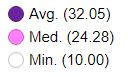 Avg. (32.05)
Med. (24.28)
Min. (10.00)